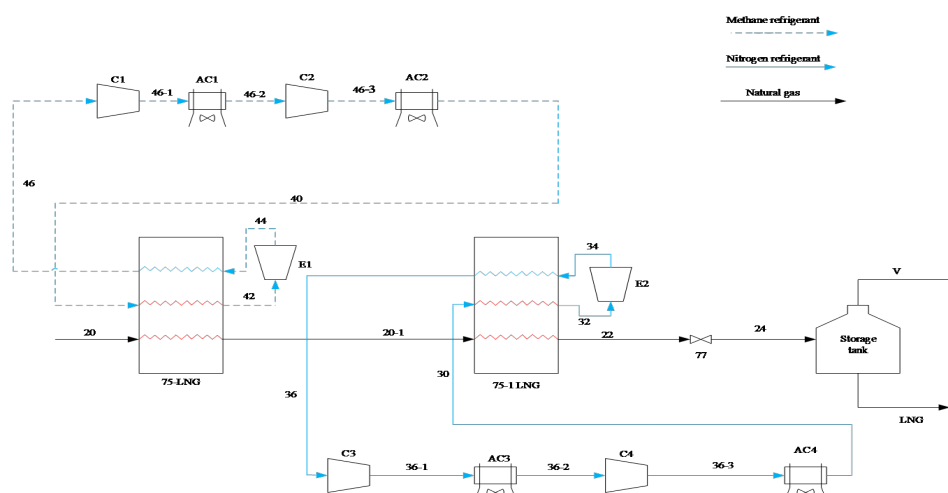 Methane refrigerant
Nitrogen refrigerant
Natural gas
C1
46-1
AC1
46-2
C2
46-3
AC2
46
40
44
E1
42
34
E2
32
V
20
20-1
22
24
77
Storage
tank
75-LNG
75-1 LNG
36
30
LNG
C3
36-1
AC3
36-2
C4
36-3
AC4